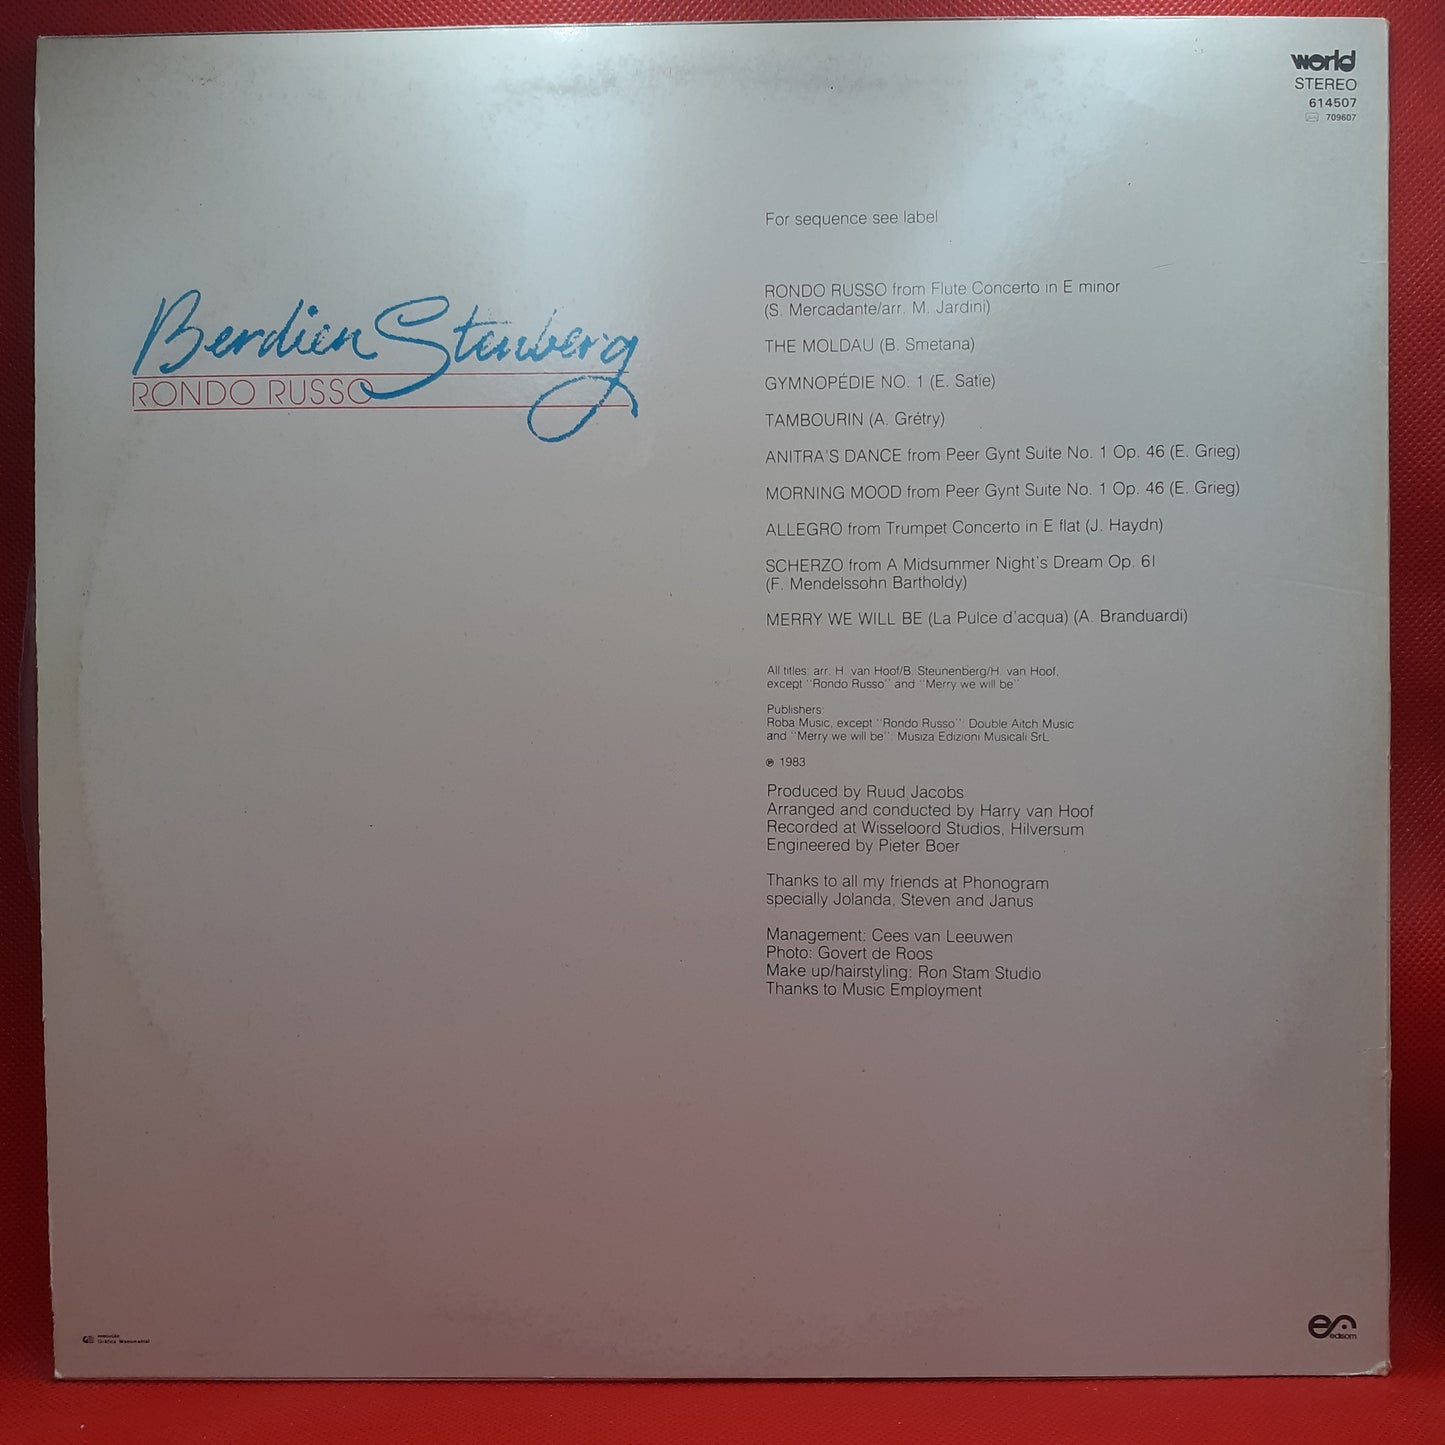 world
STEREO
614507
709607
For sequence see label
Berdien Stenberg
RONDO RUSSO
RONDO RUSSO from Flute Concerto in E minor
(S. Mercadante/arr. M. Jardini)
THE MOLDAU (B. Smetana)
GYMNOPÉDIE NO. 1 (E. Satie)
TAMBOURIN (A. Grétry)
ANITRA'S DANCE from Peer Gynt Suite No. 1 Op. 46 (E. Grieg)
MORNING MOOD from Peer Gynt Suite No. 1 Op. 46 (E. Grieg)
ALLEGRO from Trumpet Concerto in E flat (J. Haydn)
SCHERZO from A Midsummer Night's Dream Op. 61
(F. Mendelssohn Bartholdy)
MERRY WE WILL BE (La Pulce d'acqua) (A. Branduardi)
All titles: arr. H. van Hoof/B. Steunenberg/H. van Hoof,
except "Rondo Russo" and "Merry we will be"
Publishers:
Roba Music, except "Rondo Russo": Double Aitch Music
and "Merry we will be": Musiza Edizioni Musicali SrL
℗ 1983
Produced by Ruud Jacobs
Arranged and conducted by Harry van Hoof
Recorded at Wisseloord Studios, Hilversum
Engineered by Pieter Boer
Thanks to all my friends at Phonogram
specially Jolanda, Steven and Janus
Management: Cees van Leeuwen
Photo: Govert de Roos
Make up/hairstyling: Ron Stam Studio
Thanks to Music Employment
execução
Gráfica Monumental
edisom